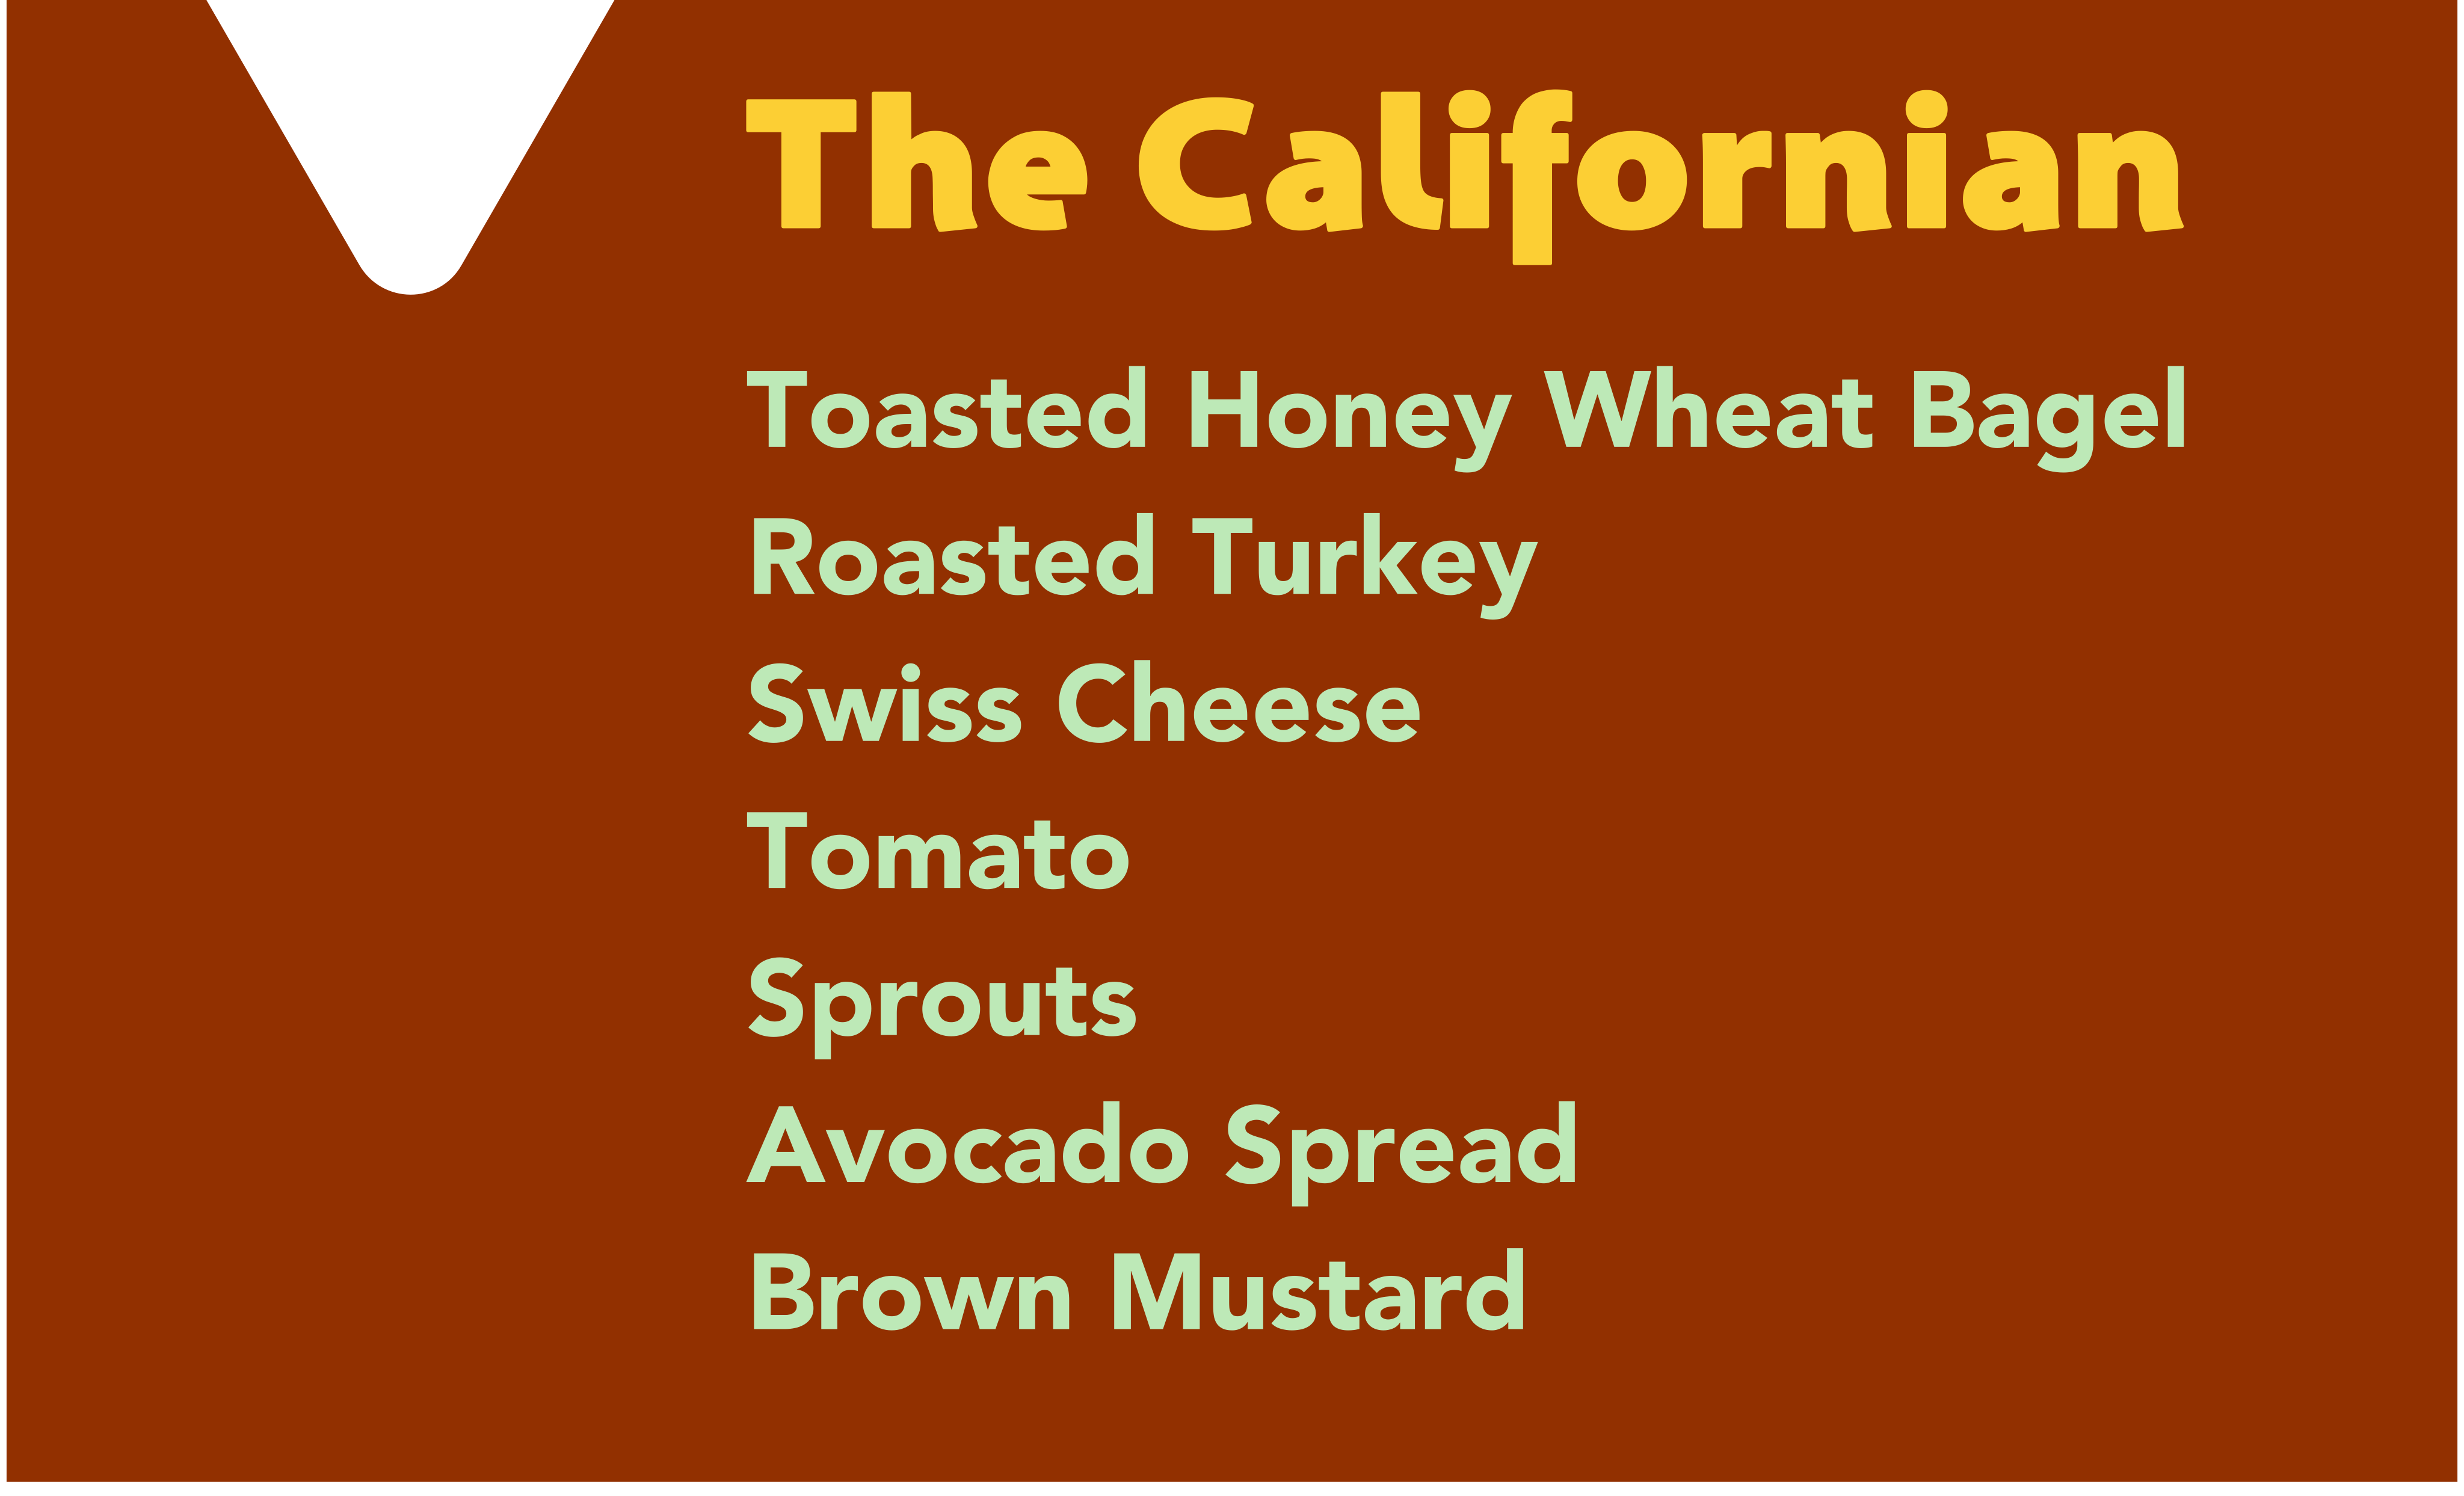 The Californian
Toasted Honey Wheat Bagel
Roasted Turkey
Swiss Cheese
Tomato
Sprouts
Avocado Spread
Brown Mustard